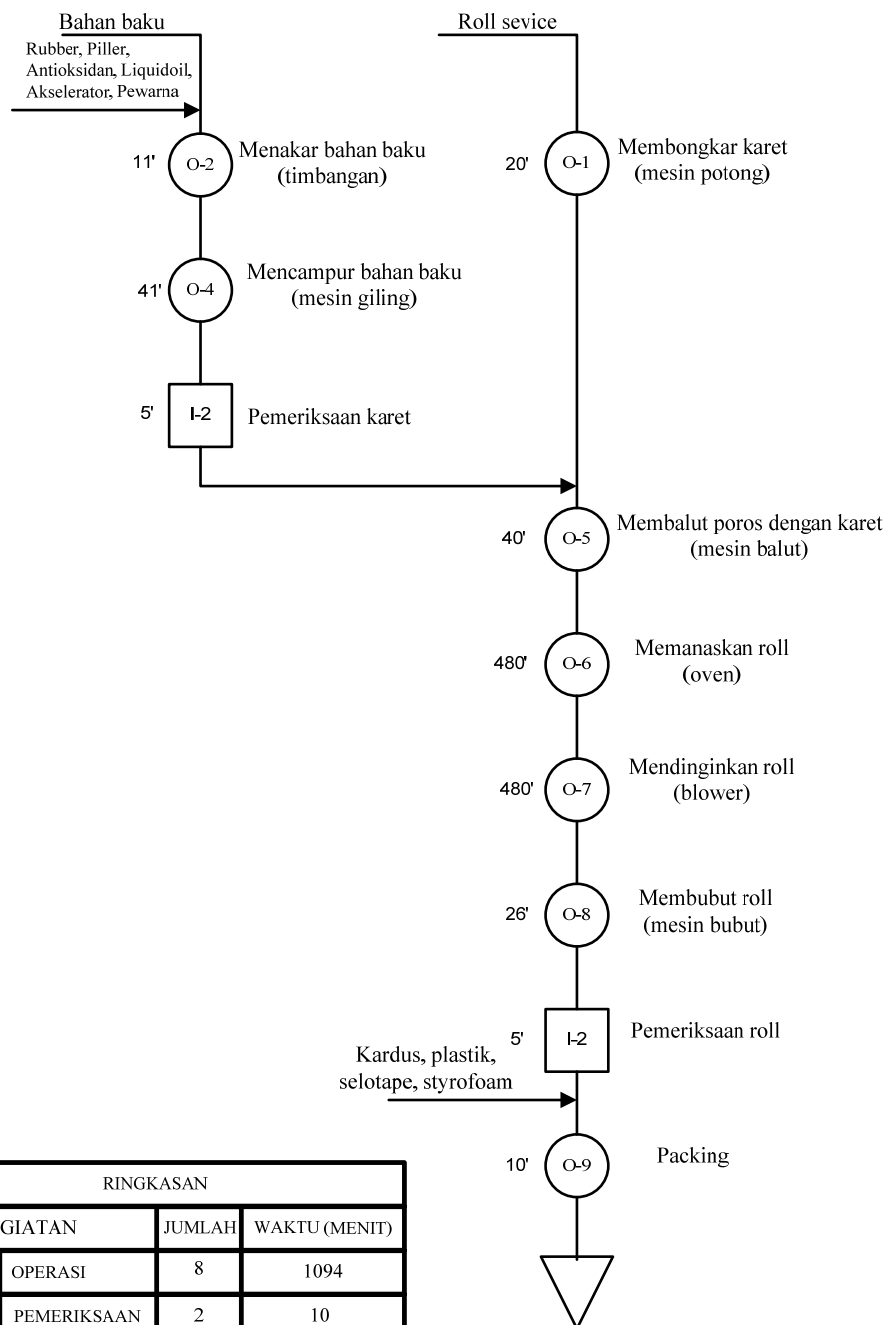 Bahan baku
Rubber, Piller,
Antioksidan, Liquidoil,
Akselerator, Pewarna
11'
O-2
Menakar bahan baku
(timbangan)
41'
O-4
Mencampur bahan baku
(mesin giling)
5'
I-2
Pemeriksaan karet
Roll sevice
20'
O-1
Membongkar karet
(mesin potong)
40'
O-5
Membalut poros dengan karet
(mesin balut)
480'
O-6
Memanaskan roll
(oven)
480'
O-7
Mendinginkan roll
(blower)
26'
O-8
Membubut roll
(mesin bubut)
5'
I-2
Pemeriksaan roll
Kardus, plastik,
selotape, styrofoam
10'
O-9
Packing
RINGKASAN
GIATAN JUMLAH WAKTU (MENIT)
OPERASI 8 1094
PEMERIKSAAN 2 10